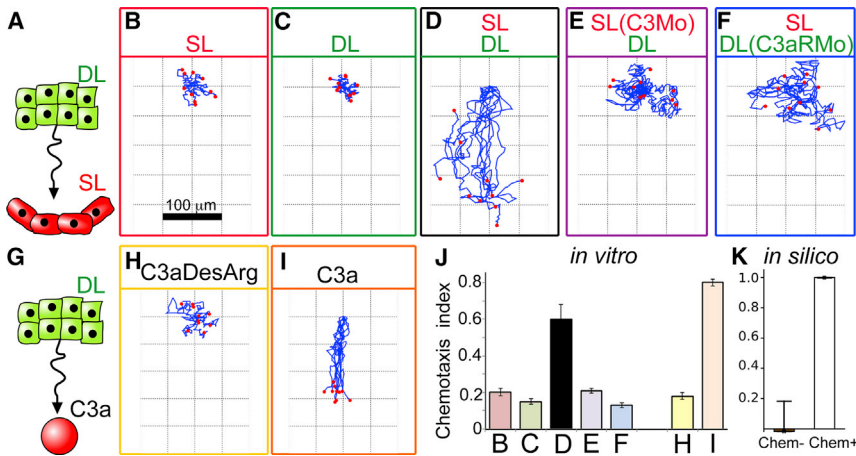 A
DL
SL
B
SL
100 μm
C
DL
D
SL
DL
E
SL(C3Mo)
DL
F
SL
DL(C3aRMo)
G
DL
C3a
H
C3aDesArg
I
C3a
J
in vitro
Chemotaxis index
0.8
0.6
0.4
0.2
0
B C D E F H I
K
in silico
1.0
0.8
0.6
0.4
0.2
Chem- Chem+